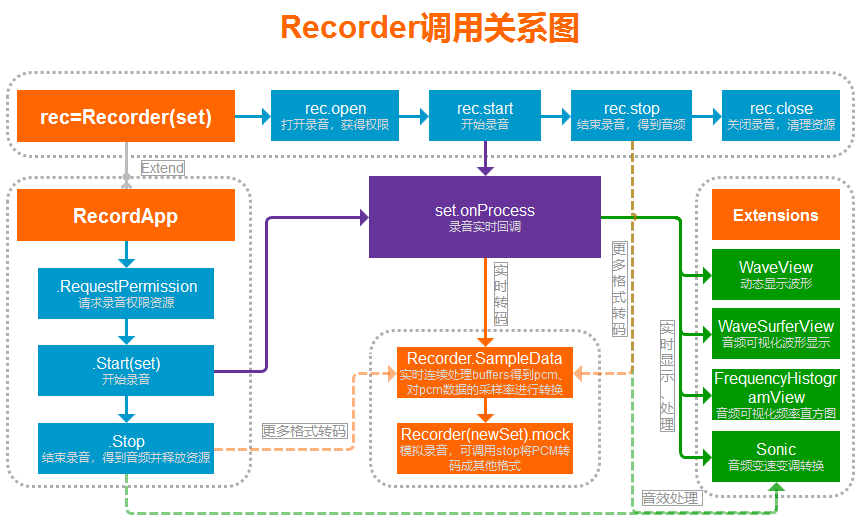 Recorder调用关系图
rec=Recorder(set)
rec.open
打开录音，获得权限
rec.start
开始录音
rec.stop
结束录音，得到音频
rec.close
关闭录音，清理资源
Extend
RecordApp
.RequestPermission
请求录音权限资源
.Start(set)
开始录音
.Stop
结束录音，得到音频并释放资源
set.onProcess
录音实时回调
实时转码
更多格式转码
Recorder.SampleData
实时连续处理buffers得到pcm、
对pcm数据的采样率进行转换
Recorder(newSet).mock
模拟录音，可调用stop将PCM转
码成其他格式
更多格式转码
实时显示、处理
音效处理
Extensions
WaveView
动态显示波形
WaveSurferView
音频可视化波形显示
FrequencyHistogr
amView
音频可视化频率直方图
Sonic
音频变速变调转换